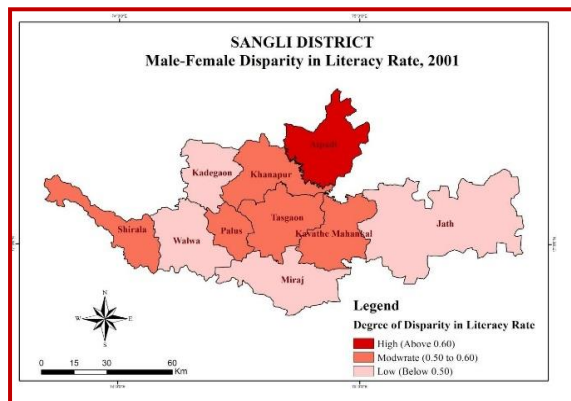 SANGLI DISTRICT
Male-Female Disparity in Literacy Rate, 2001
Kadegaon
Khanapur
Shirala
Walwa
Palus
Tasgaon
Kavathe Mahankal
Jath
Miraj
N
W
E
S
Legend
Degree of Disparity in Literacy Rate
High (Above 0.60)
Modwrate (0.50 to 0.60)
Low (Below 0.50)
0 15 30 60
Km